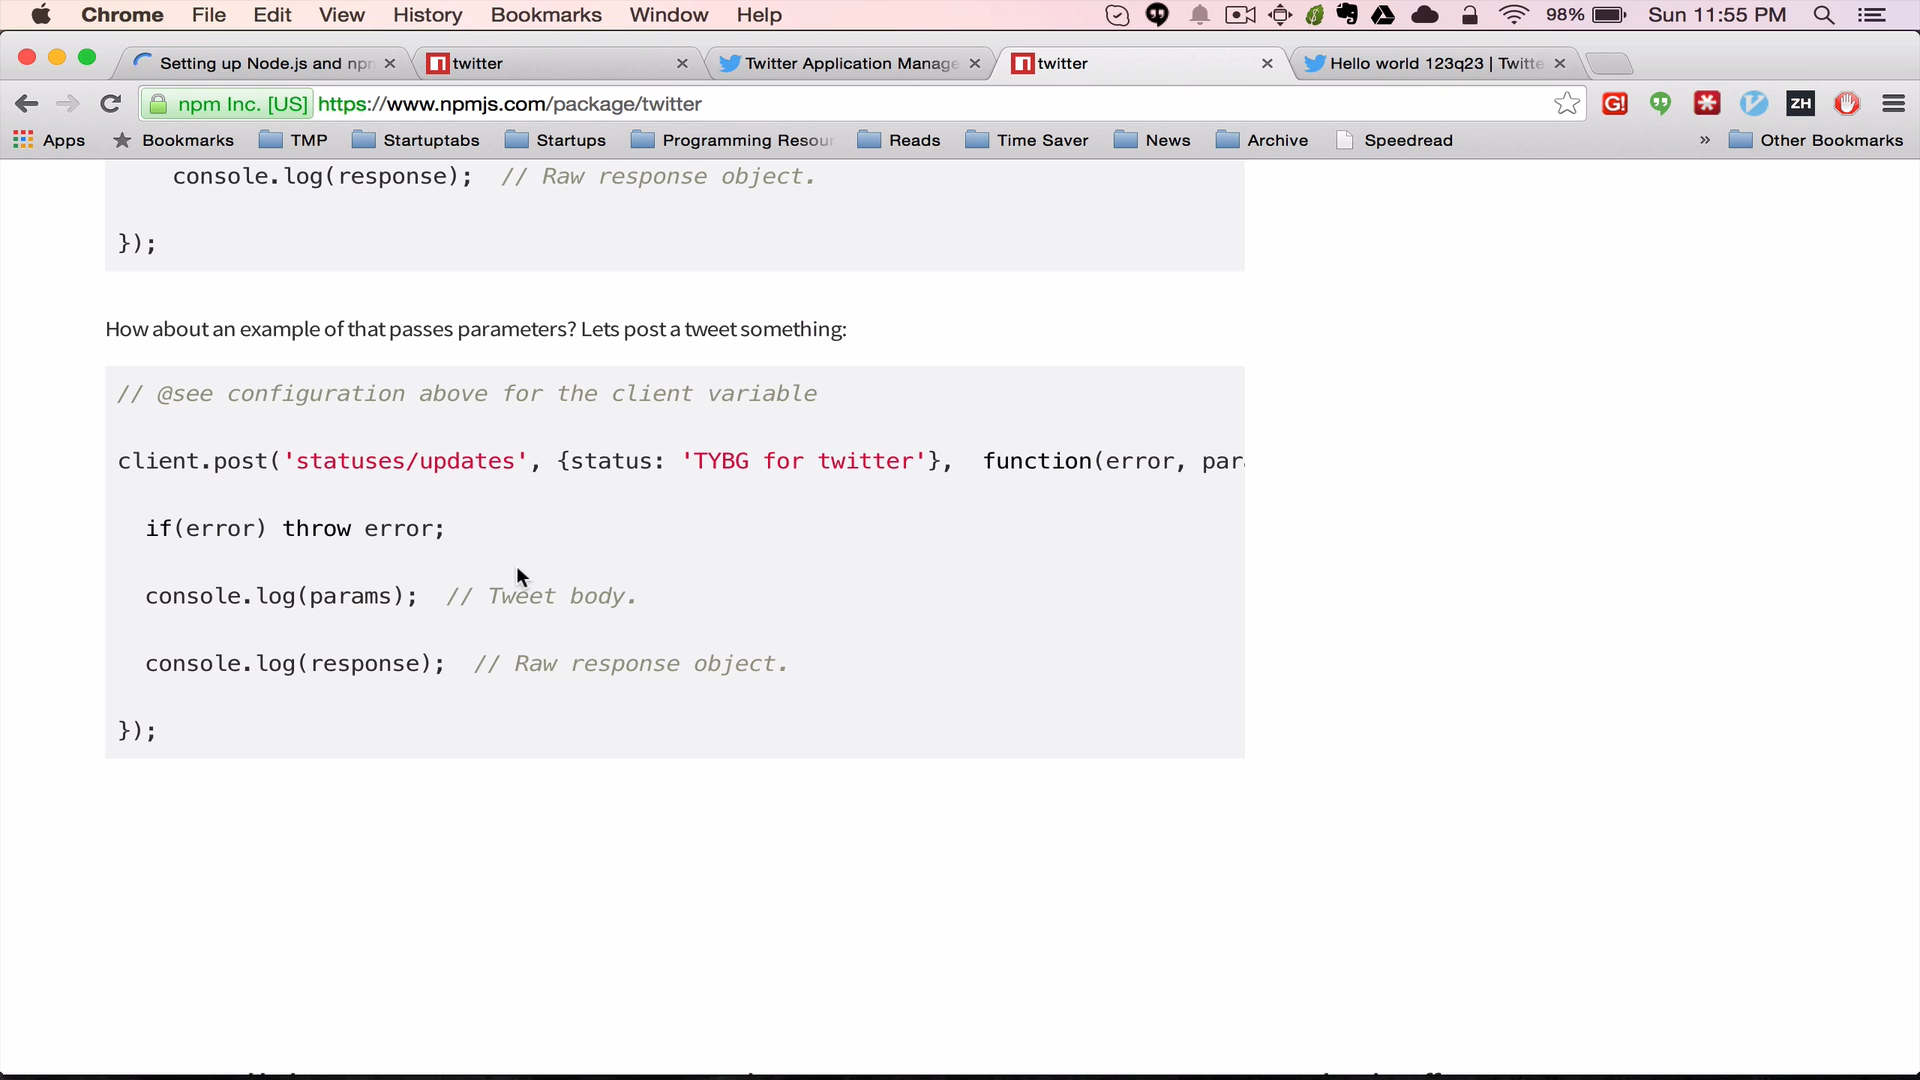 Chrome File Edit View History Bookmarks Window Help 98% Sun 11:55 PM
Setting up Node.js and npm twitter Twitter Application Manage twitter Hello world 123q23 | Twitte
npm Inc. [US] https://www.npmjs.com/package/twitter G! ZH
Apps Bookmarks TMP Startuptabs Startups Programming Resour Reads Time Saver News Archive Speedread » Other Bookmarks
console.log(response);  // Raw response object.
});
How about an example of that passes parameters? Lets post a tweet something:
// @see configuration above for the client variable
client.post('statuses/updates', {status: 'TYBG for twitter'},  function(error, par
if(error) throw error;
console.log(params);  // Tweet body.
console.log(response);  // Raw response object.
});